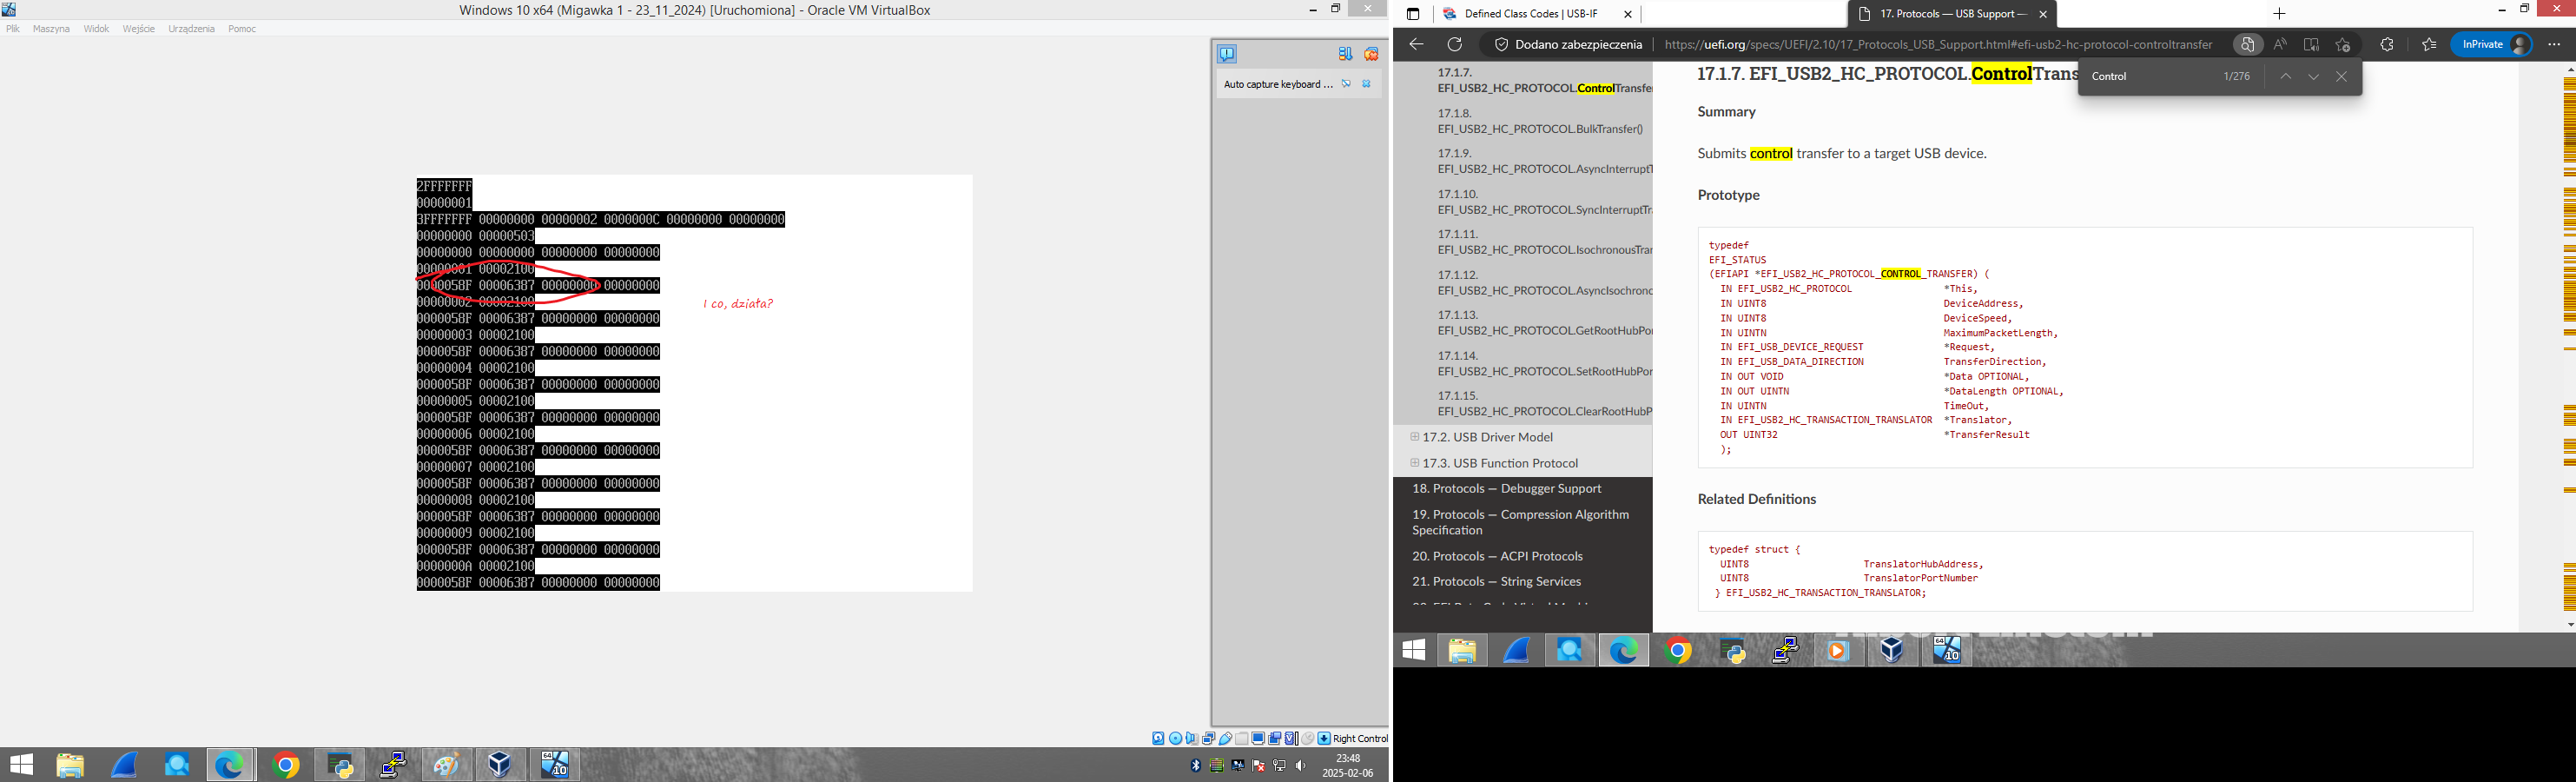 Windows 10 x64 (Migawka 1 - 23_11_2024) [Uruchomiona] - Oracle VM VirtualBox
Plik Maszyna Widok Wejście Urządzenia Pomoc
Auto capture keyboard ...
2FFFFFFF
00000001
3FFFFFFF 00000000 00000002 0000000C 00000000 00000000
00000000 00000503
00000000 00000000 00000000 00000000
00000001 00002100
0000058F 00006387 00000000 00000000
00000002 00002100
0000058F 00006387 00000000 00000000
00000003 00002100
0000058F 00006387 00000000 00000000
00000004 00002100
0000058F 00006387 00000000 00000000
00000005 00002100
0000058F 00006387 00000000 00000000
00000006 00002100
0000058F 00006387 00000000 00000000
00000007 00002100
0000058F 00006387 00000000 00000000
00000008 00002100
0000058F 00006387 00000000 00000000
00000009 00002100
0000058F 00006387 00000000 00000000
0000000A 00002100
0000058F 00006387 00000000 00000000
I co, działa?
Right Control
23:48
2025-02-06
Defined Class Codes | USB-IF
17. Protocols — USB Support —
Dodano zabezpieczenia
https://uefi.org/specs/UEFI/2.10/17_Protocols_USB_Support.html#efi-usb2-hc-protocol-controltransfer
InPrivate
Control 1/276
17.1.7.
EFI_USB2_HC_PROTOCOL.ControlTransfe
17.1.8.
EFI_USB2_HC_PROTOCOL.BulkTransfer()
17.1.9.
EFI_USB2_HC_PROTOCOL.AsyncInterruptT
17.1.10.
EFI_USB2_HC_PROTOCOL.SyncInterruptTra
17.1.11.
EFI_USB2_HC_PROTOCOL.IsochronousTran
17.1.12.
EFI_USB2_HC_PROTOCOL.AsyncIsochrono
17.1.13.
EFI_USB2_HC_PROTOCOL.GetRootHubPor
17.1.14.
EFI_USB2_HC_PROTOCOL.SetRootHubPor
17.1.15.
EFI_USB2_HC_PROTOCOL.ClearRootHubP
17.2. USB Driver Model
17.3. USB Function Protocol
18. Protocols — Debugger Support
19. Protocols — Compression Algorithm
Specification
20. Protocols — ACPI Protocols
21. Protocols — String Services
17.1.7. EFI_USB2_HC_PROTOCOL.ControlTrans
Summary
Submits control transfer to a target USB device.
Prototype
typedef
EFI_STATUS
(EFIAPI *EFI_USB2_HC_PROTOCOL_CONTROL_TRANSFER) (
IN EFI_USB2_HC_PROTOCOL *This,
IN UINT8 DeviceAddress,
IN UINT8 DeviceSpeed,
IN UINTN MaximumPacketLength,
IN EFI_USB_DEVICE_REQUEST *Request,
IN EFI_USB_DATA_DIRECTION TransferDirection,
IN OUT VOID *Data OPTIONAL,
IN OUT UINTN *DataLength OPTIONAL,
IN UINTN TimeOut,
IN EFI_USB2_HC_TRANSACTION_TRANSLATOR *Translator,
OUT UINT32 *TransferResult
);
Related Definitions
typedef struct {
UINT8 TranslatorHubAddress,
UINT8 TranslatorPortNumber
} EFI_USB2_HC_TRANSACTION_TRANSLATOR;